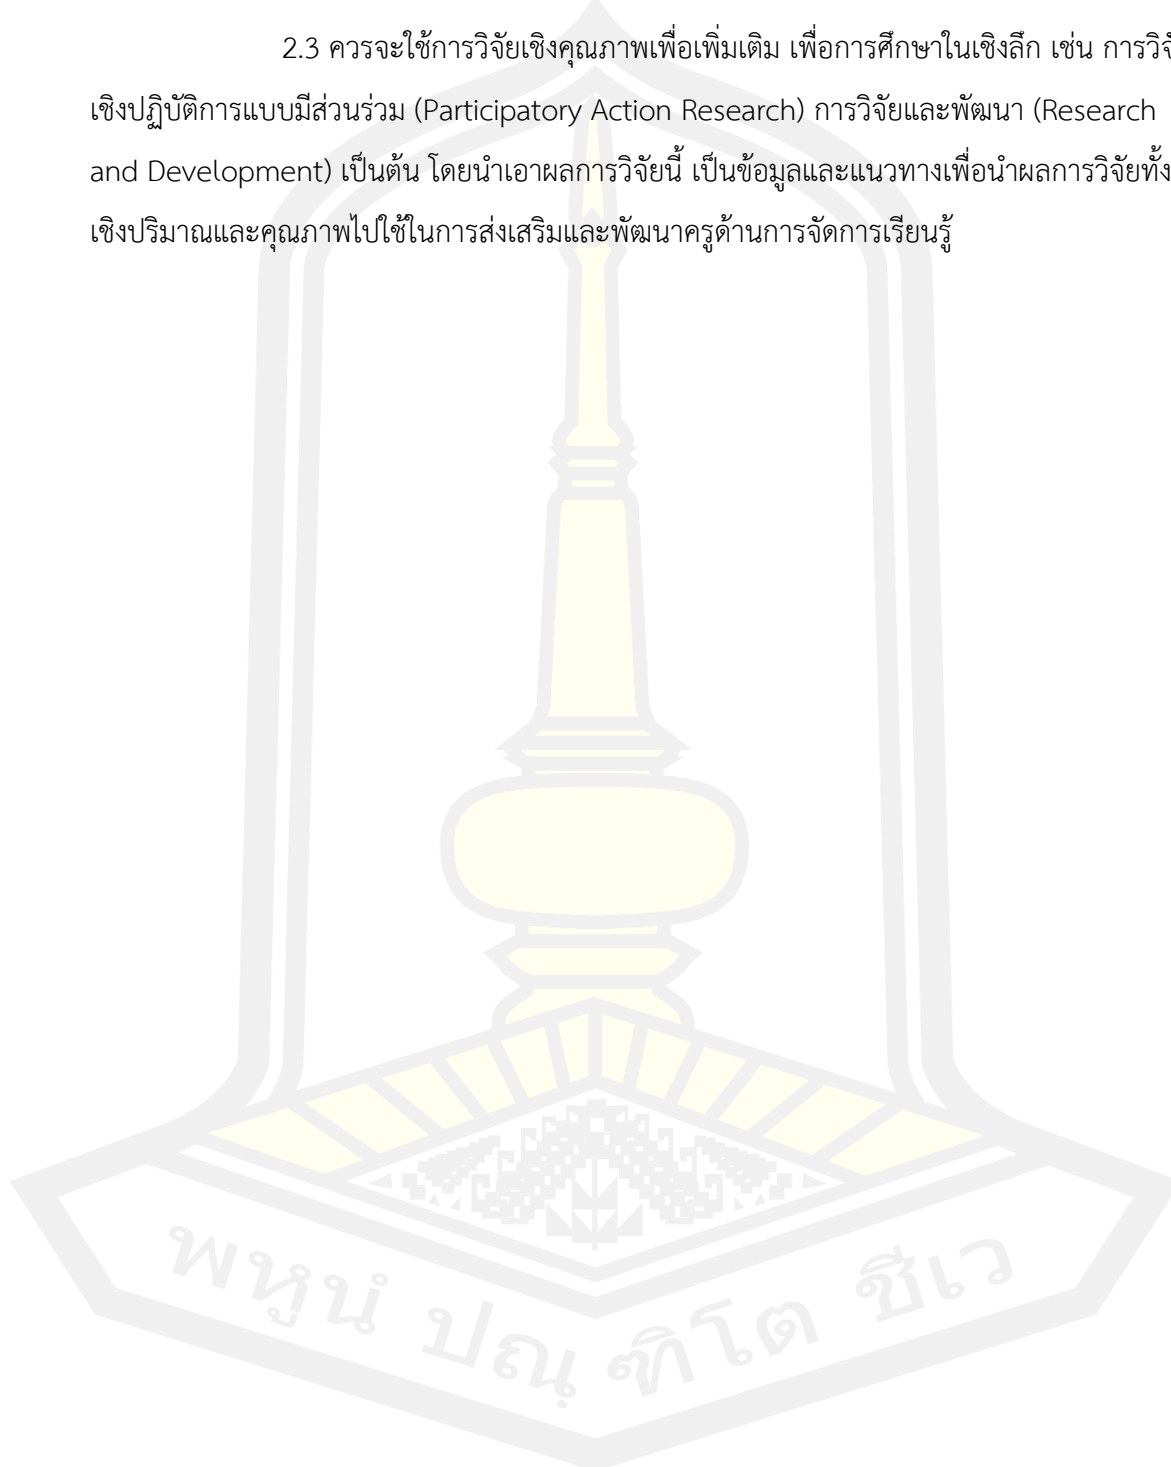 2.3 ควรจะใช้การวิจัยเชิงคุณภาพเพื่อเพิ่มเติม เพื่อการศึกษาในเชิงลึก เช่น
เชิงปฏิบัติการแบบมีส่วนร่วม (Participatory Action Research) การวิจัยและพัฒนา (Research
and Development) เป็นต้น โดยนำเอาผลการวิจัยนี้ เป็นข้อมูลและแนวทางเพื่อนำผลการวิจัยทั้ง
เชิงปริมาณและคุณภาพไปใช้ในการส่งเสริมและพัฒนาครูด้านการจัดการเรียนรู้
พหูนํ ปณฺฑิโต ชีเว